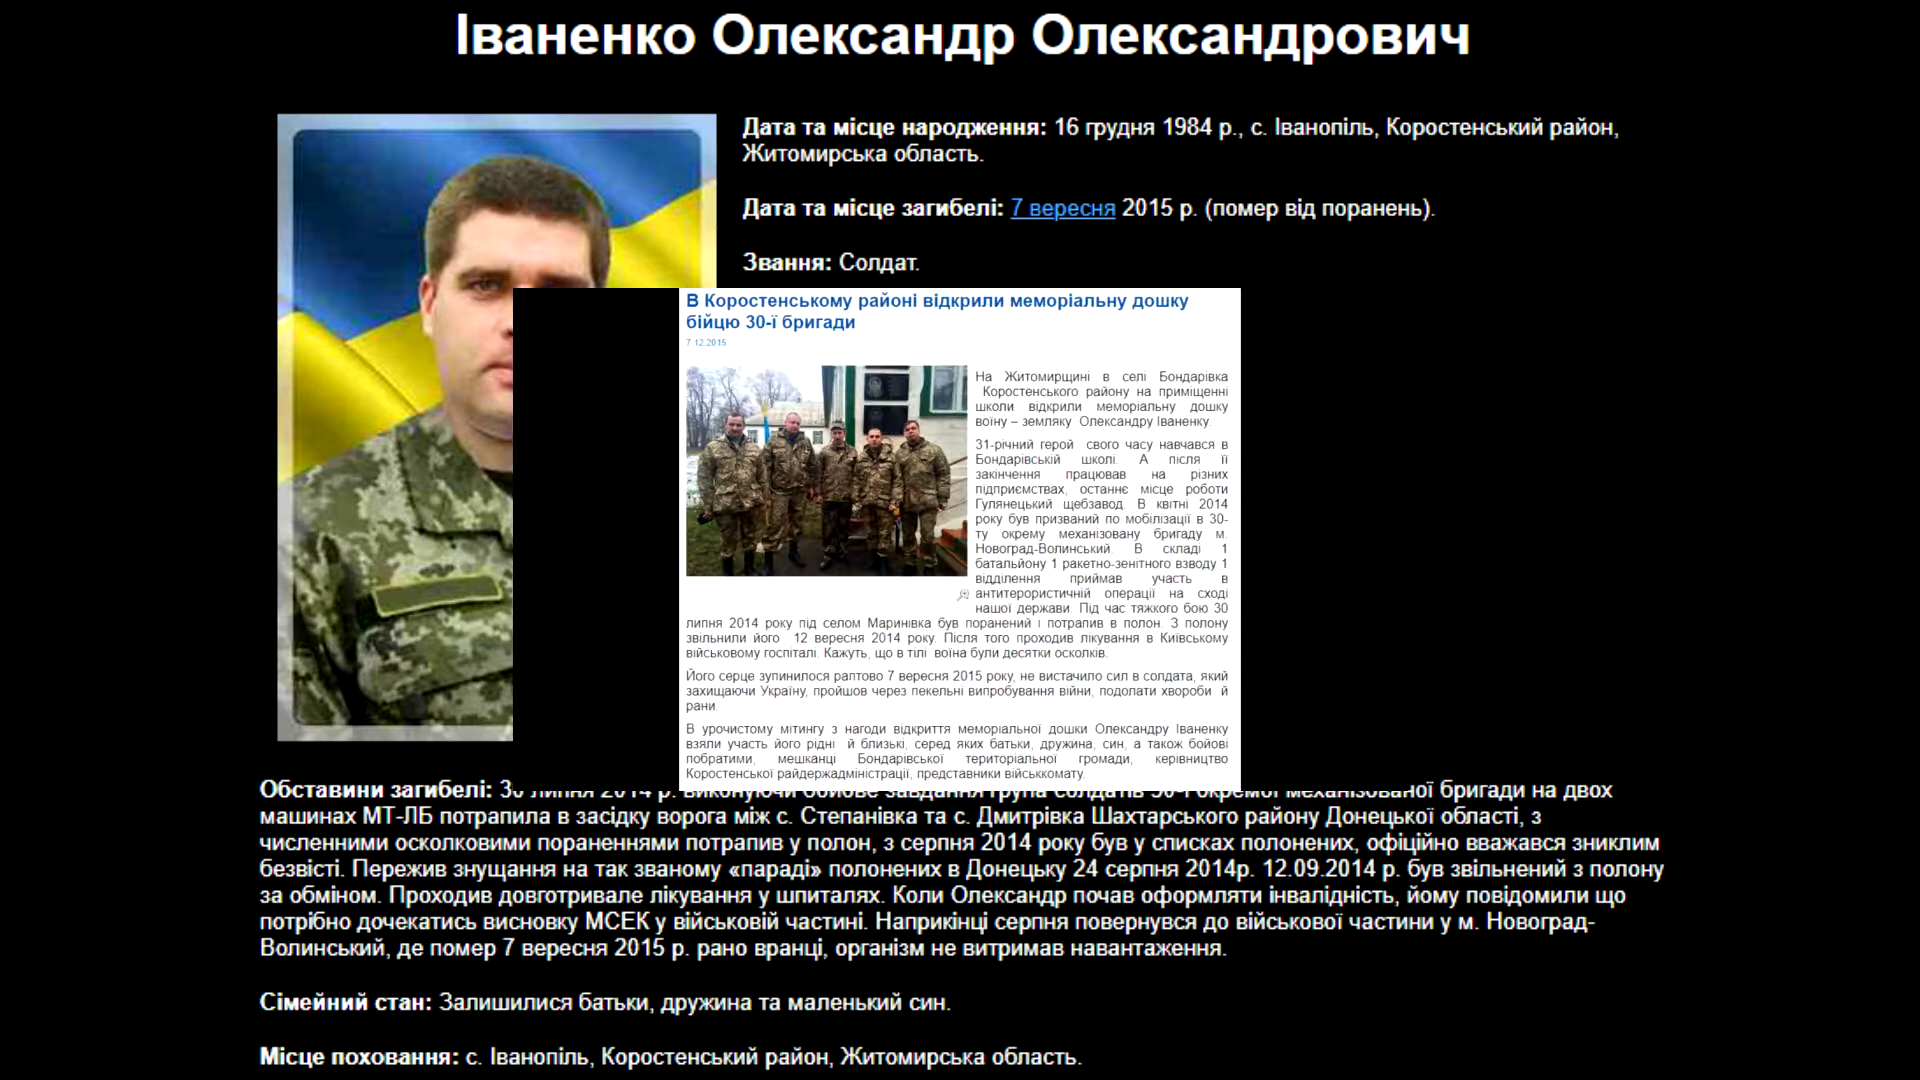 Іваненко Олександр Олександрович
Дата та місце народження: 16 грудня 1984 р., с. Іванопіль, Коростенський район,
Житомирська область.
Дата та місце загибелі: 7 вересня 2015 р. (помер від поранень).
Звання: Солдат.
В Коростенському районі відкрили меморіальну дошку
бійцю 30-ї бригади
7.12.2015
На Житомирщині в селі Бондарівка
Коростенського району на приміщенні
школи відкрили меморіальну дошку
воїну – земляку Олександру Іваненку.
31-річний герой свого часу навчався в
Бондарівській школі. А після її
закінчення працював на різних
підприємствах, останнє місце роботи
Гулянецький щебзавод. В квітні 2014
року був призваний по мобілізації в 30-
ту окрему механізовану бригаду м.
Новоград-Волинський. В складі 1
батальйону 1 ракетно-зенітного взводу 1
відділення приймав участь в
антитерористичній операції на сході
нашої держави. Під час тяжкого бою 30
липня 2014 року під селом Маринівка був поранений і потрапив в полон. З полону
звільнили його 12 вересня 2014 року. Після того проходив лікування в Київському
військовому госпіталі. Кажуть, що в тілі воїна були десятки осколків.
Його серце зупинилося раптово 7 вересня 2015 року, не вистачило сил в солдата, який
захищаючи Україну, пройшов через пекельні випробування війни, подолати хвороби й
рани.
В урочистому мітингу з нагоди відкриття меморіальної дошки Олександру Іваненку
взяли участь його рідні й близькі, серед яких батьки, дружина, син, а також бойові
побратими, мешканці Бондарівської територіальної громади, керівництво
Коростенської райдержадміністрації, представники військкомату.
Обставини загибелі: 30 липня 2014 р. виконуючи бойове завдання група солдатів 30-ї окремої механізованої бригади на двох
машинах МТ-ЛБ потрапила в засідку ворога між с. Степанівка та с. Дмитрівка Шахтарського району Донецької області, з
численними осколковими пораненнями потрапив у полон, з серпня 2014 року був у списках полонених, офіційно вважався зниклим
безвісті. Пережив знущання на так званому «параді» полонених в Донецьку 24 серпня 2014р. 12.09.2014 р. був звільнений з полону
за обміном. Проходив довготривале лікування у шпиталях. Коли Олександр почав оформляти інвалідність, йому повідомили що
потрібно дочекатись висновку МСЕК у військовій частині. Наприкінці серпня повернувся до військової частини у м. Новоград-
Волинський, де помер 7 вересня 2015 р. рано вранці, організм не витримав навантаження.
Сімейний стан: Залишилися батьки, дружина та маленький син.
Місце поховання: с. Іванопіль, Коростенський район, Житомирська область.